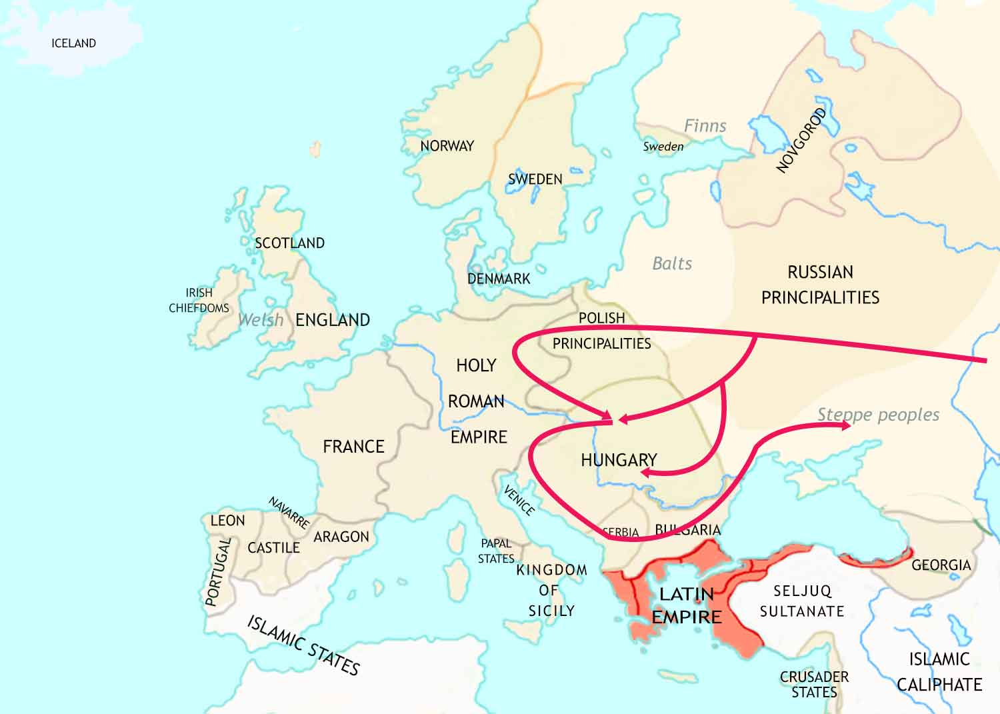 ICELAND
Finns
NOVGOROD
NORWAY
Sweden
SWEDEN
SCOTLAND
Balts
RUSSIAN
PRINCIPALITIES
DENMARK
IRISH
CHIEFDOMS
Welsh
ENGLAND
POLISH
PRINCIPALITIES
HOLY
ROMAN
EMPIRE
Steppe peoples
FRANCE
HUNGARY
VENICE
NAVARRE
LEON
CASTILE
ARAGON
PORTUGAL
PAPAL
STATES
SERBIA
BULGARIA
KINGDOM
OF
SICILY
GEORGIA
LATIN
EMPIRE
SELJUQ
SULTANATE
ISLAMIC STATES
CRUSADER
STATES
ISLAMIC
CALIPHATE